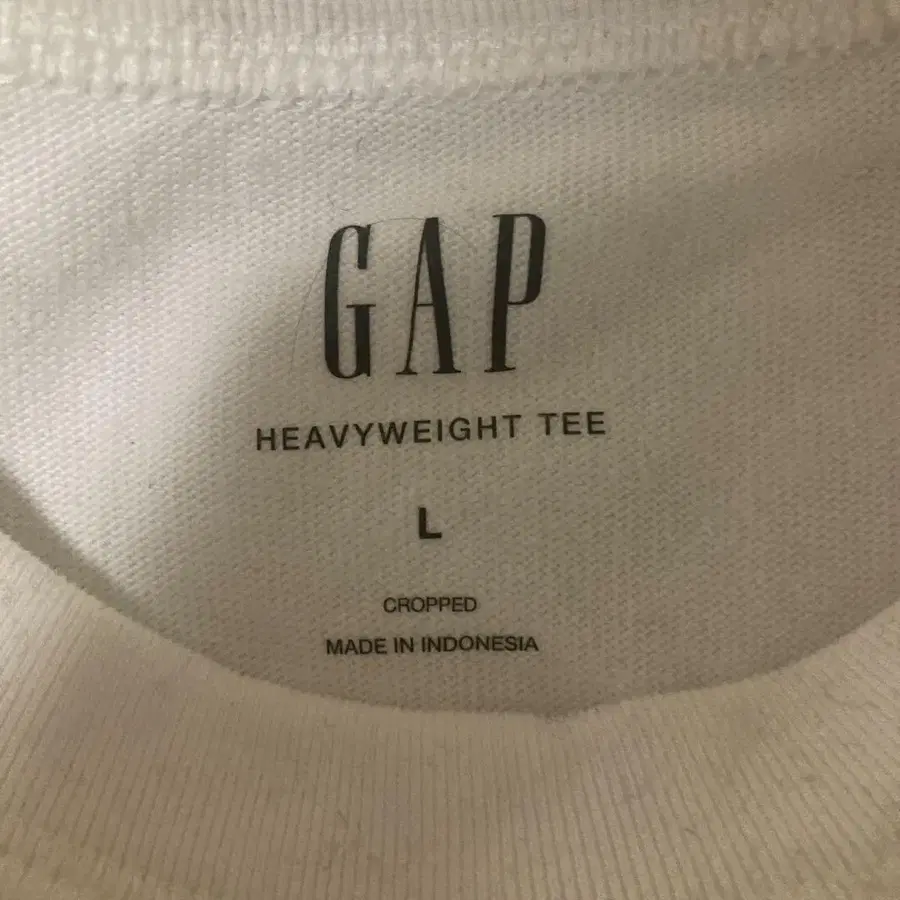 GAP
HEAVYWEIGHT TEE
L
CROPPED
MADE IN INDONESIA